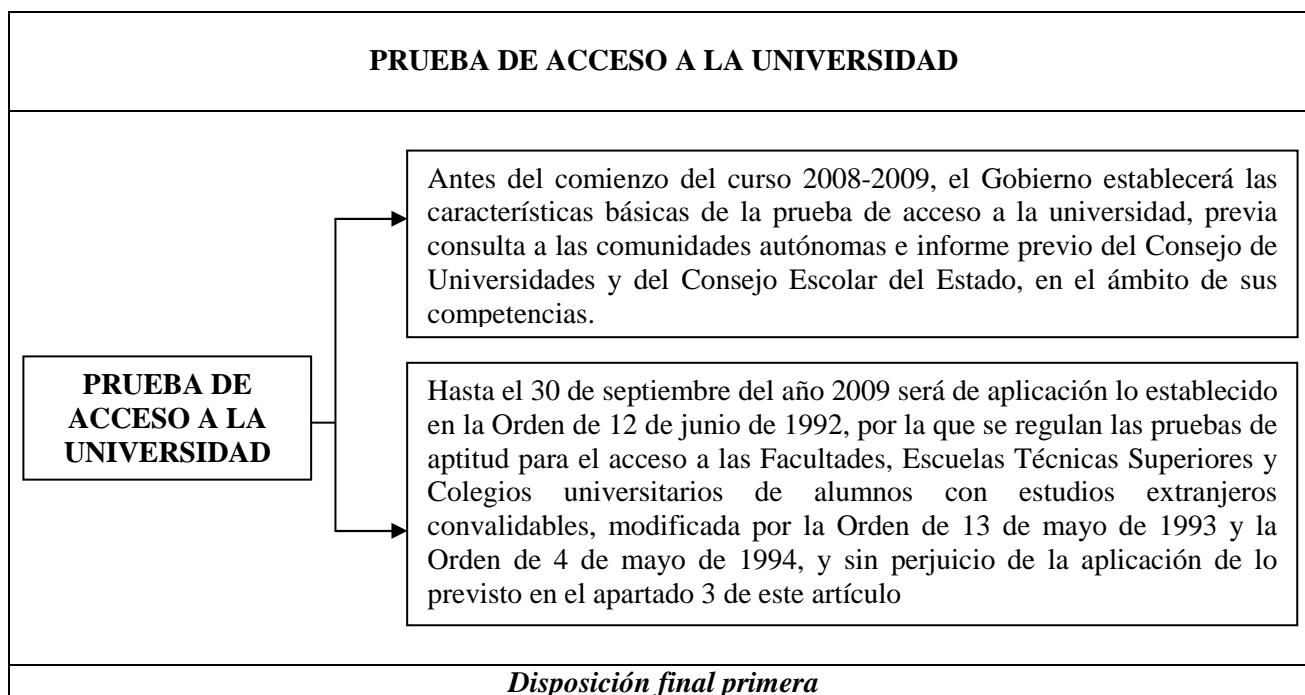 PRUEBA DE ACCESO A LA UNIVERSIDAD
Antes del comienzo del curso 2008-2009, el Gobierno establecerá las
características básicas de la prueba de acceso a la universidad, previa
consulta a las comunidades autónomas e informe previo del Consejo de
Universidades y del Consejo Escolar del Estado, en el ámbito de sus
competencias.
PRUEBA DE
ACCESO A LA
UNIVERSIDAD
Hasta el 30 de septiembre del año 2009 será de aplicación lo establecido
en la Orden de 12 de junio de 1992, por la que se regulan las pruebas de
aptitud para el acceso a las Facultades, Escuelas Técnicas Superiores y
Colegios universitarios de alumnos con estudios extranjeros
convalidables, modificada por la Orden de 13 de mayo de 1993 y la
Orden de 4 de mayo de 1994, y sin perjuicio de la aplicación de lo
previsto en el apartado 3 de este artículo
Disposición final primera